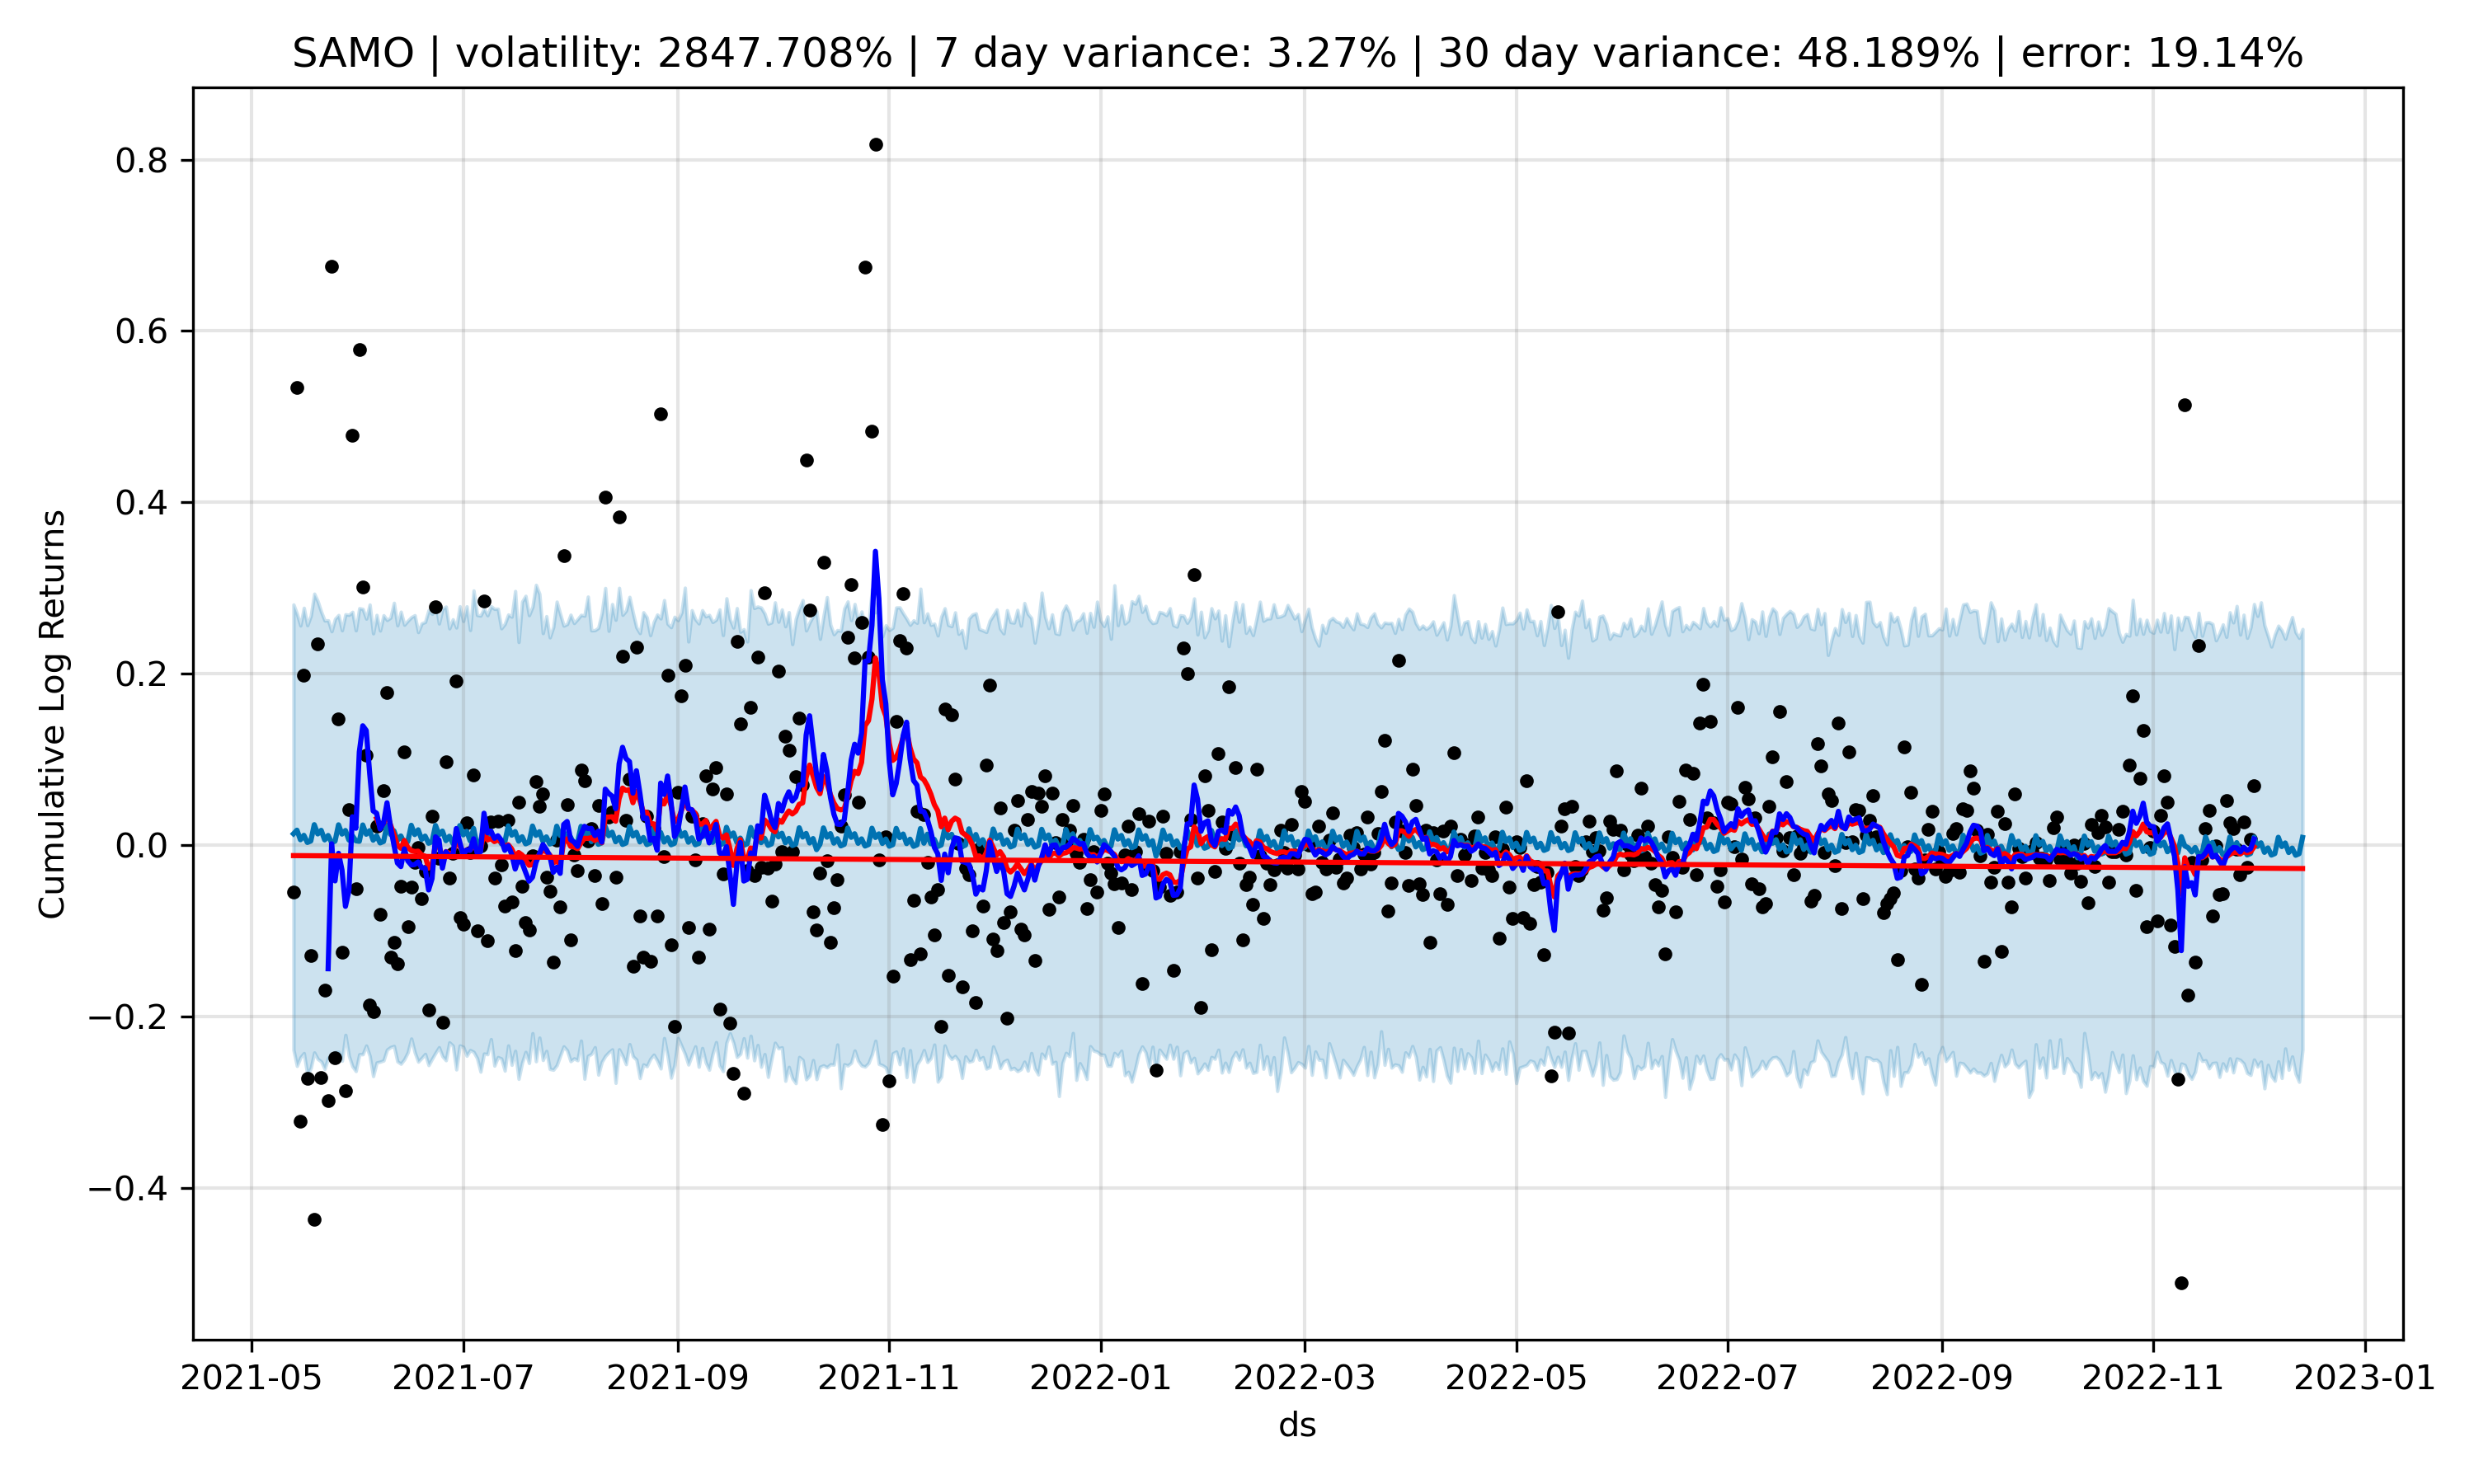 SAMO | volatility: 2847.708% | 7 day variance: 3.27% | 30 day variance: 48.189% | error: 19.14%
Cumulative Log Returns
0.8
0.6
0.4
0.2
0.0
−0.2
−0.4
2021-05 2021-07 2021-09 2021-11 2022-01 2022-03 2022-05 2022-07 2022-09 2022-11 2023-01
ds